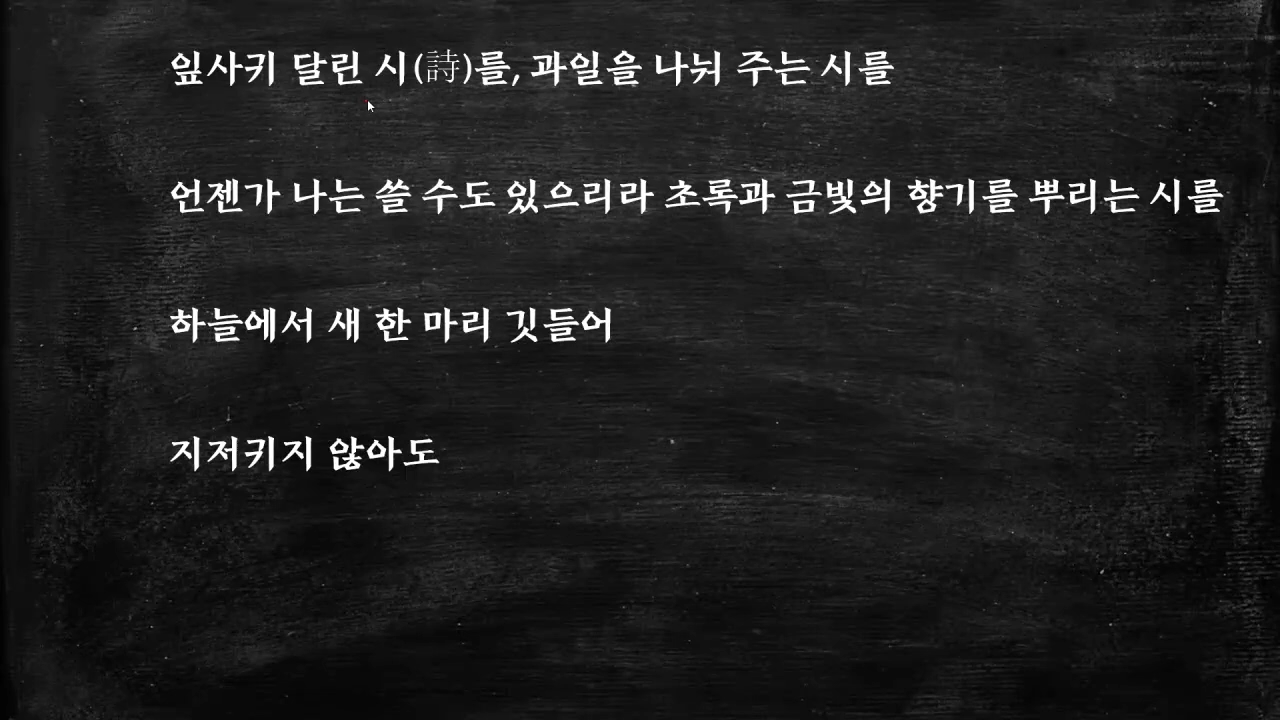 잎사키 달린 시(詩)를, 과일을 나눠 주는 시를
언젠가 나는 쓸 수도 있으리라 초록과 금빛의 향기를 뿌리는 시를
하늘에서 새 한 마리 깃들어
지저키지 않아도